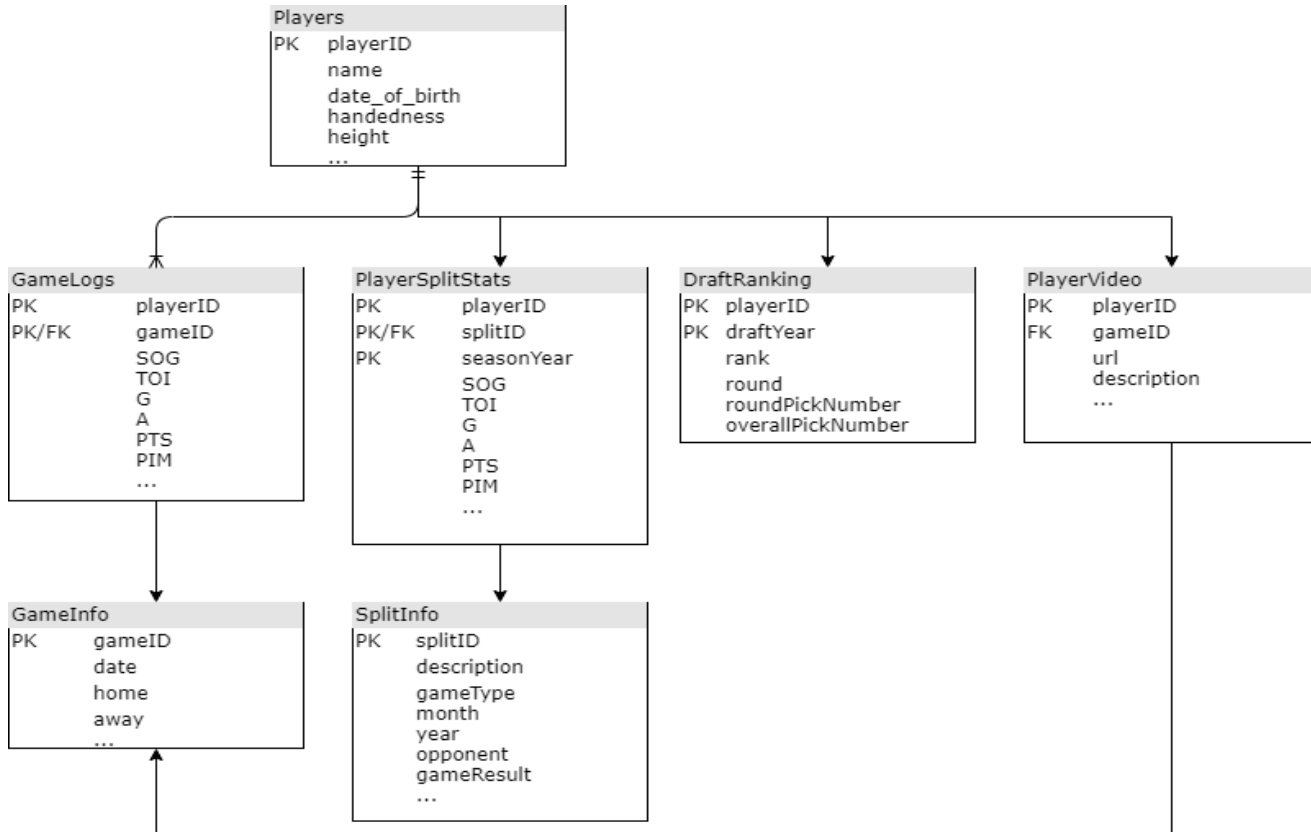 Players
PK playerID
name
date_of_birth
handedness
height
...
GameLogs
PK playerID
PK/FK gameID
SOG
TOI
G
A
PTS
PIM
...
PlayerSplitStats
PK playerID
PK/FK splitID
PK seasonYear
SOG
TOI
G
A
PTS
PIM
...
DraftRanking
PK playerID
PK draftYear
rank
round
roundPickNumber
overallPickNumber
PlayerVideo
PK playerID
FK gameID
url
description
...
GameInfo
PK gameID
date
home
away
...
SplitInfo
PK splitID
description
gameType
month
year
opponent
gameResult
...